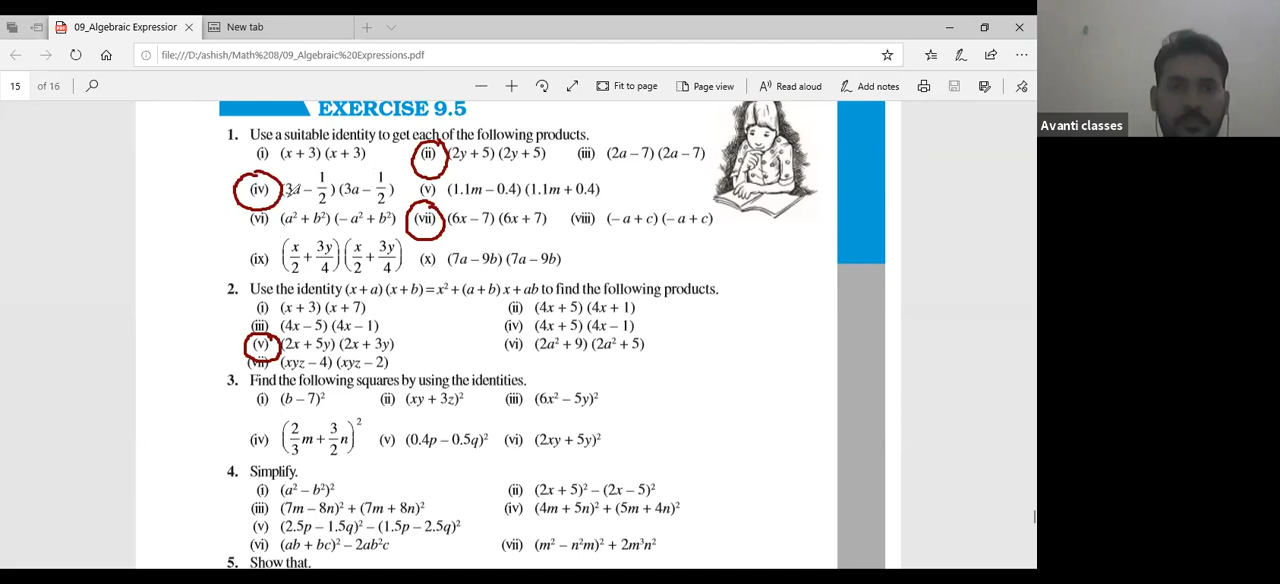 09_Algebraic Expression
New tab
file:///D:/ashish/Math%208/09_Algebraic%20Expressions.pdf
15 of 16
Fit to page
Page view
Read aloud
Add notes
Avanti classes
EXERCISE 9.5
1. Use a suitable identity to get each of the following products.
(i) (x + 3) (x + 3) (ii) (2y + 5) (2y + 5) (iii) (2a – 7) (2a – 7)
(iv) (3a – 1/2) (3a – 1/2) (v) (1.1m – 0.4) (1.1m + 0.4)
(vi) (a² + b²) (– a² + b²) (vii) (6x – 7) (6x + 7) (viii) (– a + c) (– a + c)
(ix) (x/2 + 3y/4) (x/2 + 3y/4) (x) (7a – 9b) (7a – 9b)
2. Use the identity (x + a) (x + b) = x² + (a + b) x + ab to find the following products.
(i) (x + 3) (x + 7) (ii) (4x + 5) (4x + 1)
(iii) (4x – 5) (4x – 1) (iv) (4x + 5) (4x – 1)
(v) (2x + 5y) (2x + 3y) (vi) (2a² + 9) (2a² + 5)
(vii) (xyz – 4) (xyz – 2)
3. Find the following squares by using the identities.
(i) (b – 7)² (ii) (xy + 3z)² (iii) (6x² – 5y)²
(iv) (2/3 m + 3/2 n)² (v) (0.4p – 0.5q)² (vi) (2xy + 5y)²
4. Simplify.
(i) (a² – b²)² (ii) (2x + 5)² – (2x – 5)²
(iii) (7m – 8n)² + (7m + 8n)² (iv) (4m + 5n)² + (5m + 4n)²
(v) (2.5p – 1.5q)² – (1.5p – 2.5q)²
(vi) (ab + bc)² – 2ab²c (vii) (m² – n²m)² + 2m³n²
5. Show that.